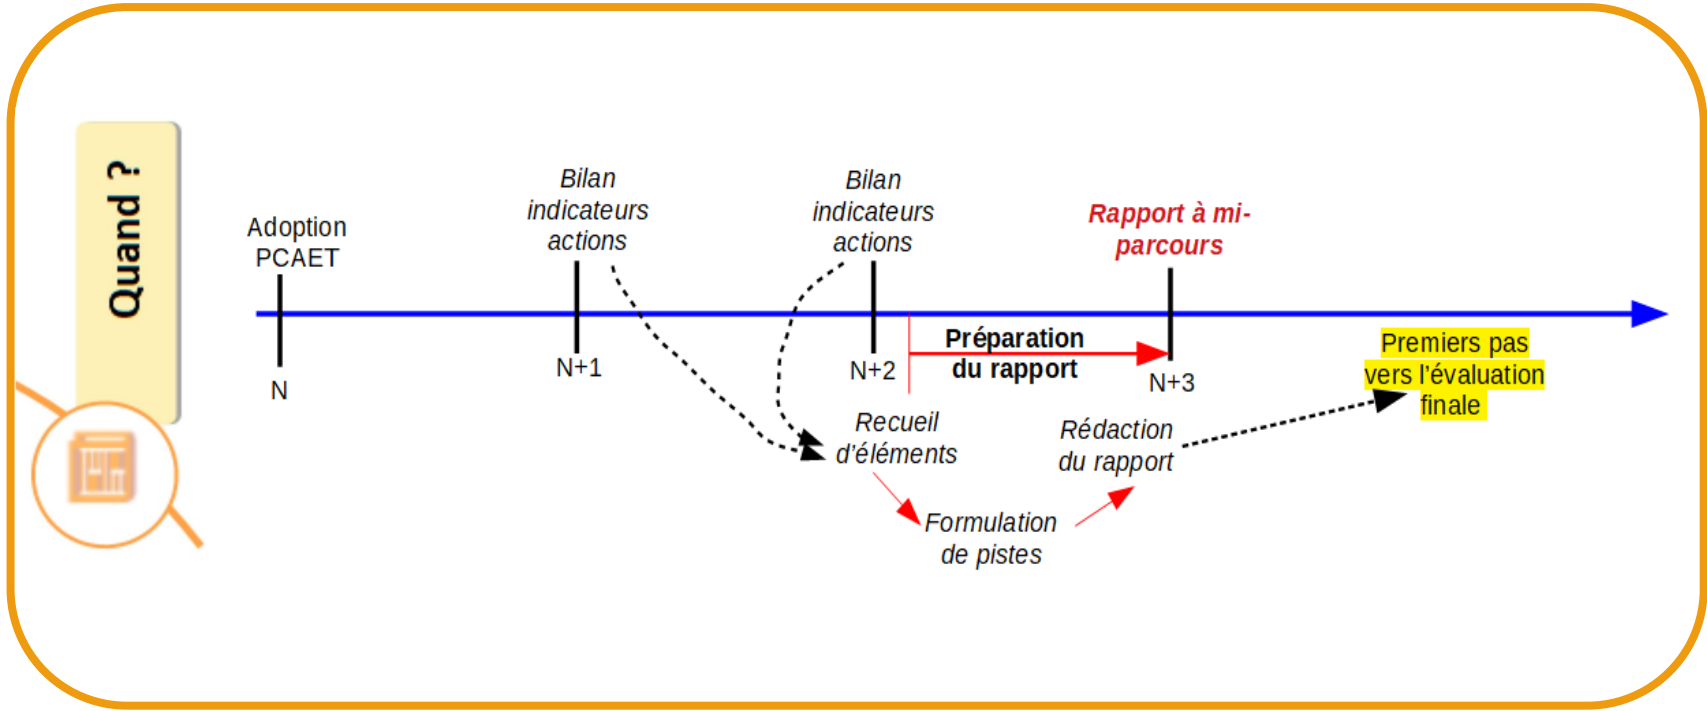 Quand ?
Adoption
PCAET
N
Bilan
indicateurs
actions
N+1
Bilan
indicateurs
actions
N+2
Rapport à mi-
parcours
N+3
Préparation
du rapport
Recueil
d'éléments
Formulation
de pistes
Rédaction
du rapport
Premiers pas
vers l'évaluation
finale